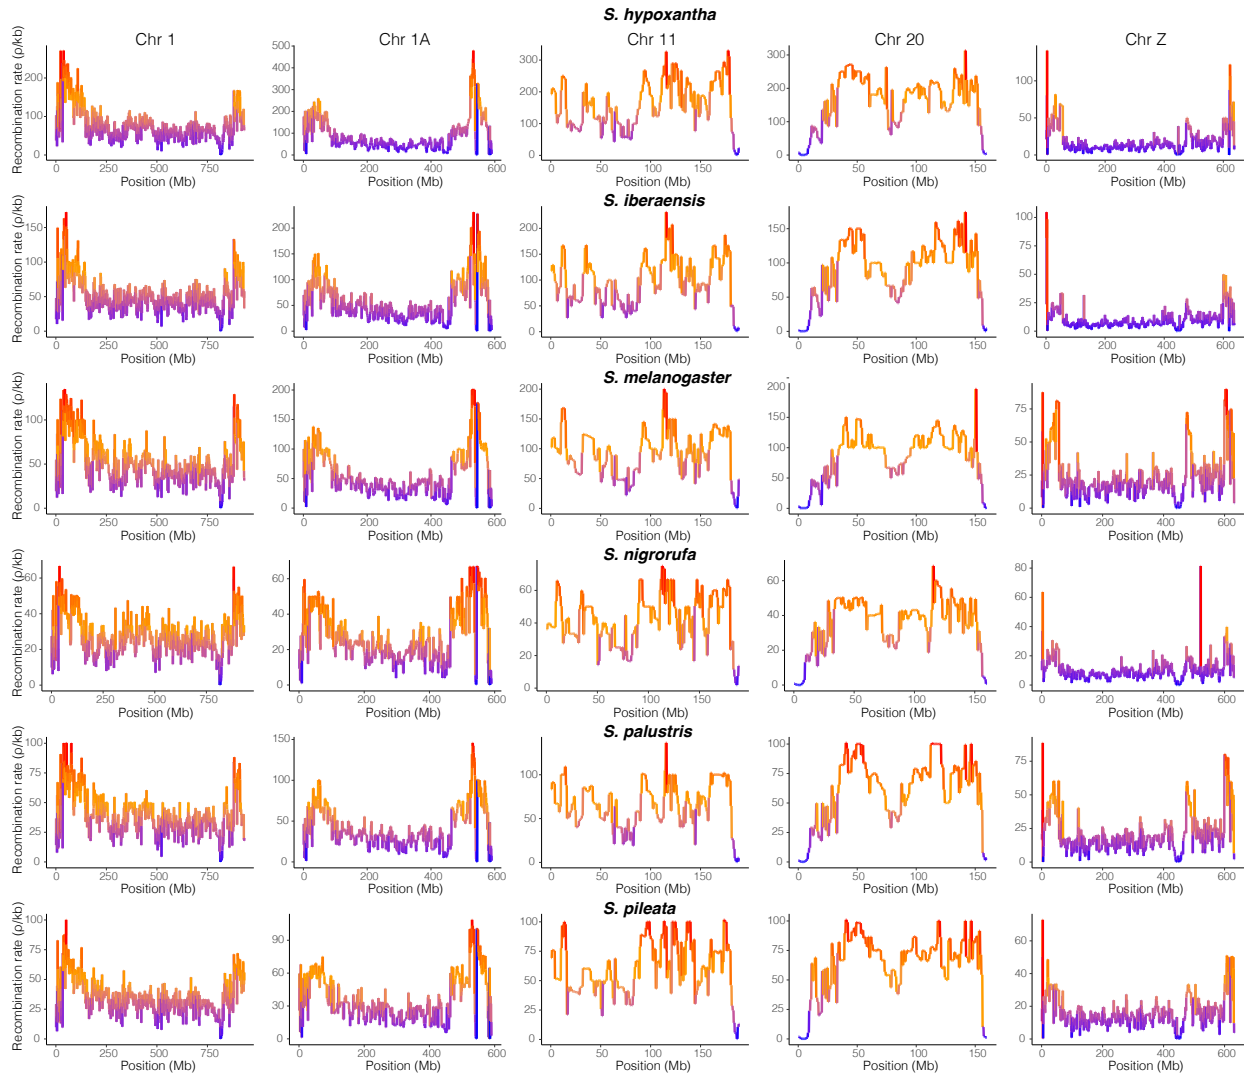 S. hypoxantha
Chr 1 Chr 1A Chr 11 Chr 20 Chr Z
Recombination rate (ρ/kb)
0 100 200
0 250 500 750
Position (Mb)
0 100 200 300 400 500
0 200 400 600
Position (Mb)
0 100 200 300
0 50 100 150
Position (Mb)
0 100 200 300
0 50 100 150
Position (Mb)
0 50 100
0 200 400 600
Position (Mb)
S. iberaensis
Recombination rate (ρ/kb)
0 50 100 150
0 250 500 750
Position (Mb)
0 100 200
0 200 400 600
Position (Mb)
0 50 100 150 200
0 50 100 150
Position (Mb)
0 50 100 150
0 50 100 150
Position (Mb)
0 25 50 75 100
0 200 400 600
Position (Mb)
S. melanogaster
Recombination rate (ρ/kb)
0 50 100
0 250 500 750
Position (Mb)
0 50 100 150 200
0 200 400 600
Position (Mb)
0 50 100 150 200
0 50 100 150
Position (Mb)
0 50 100 150 200
0 50 100 150
Position (Mb)
0 25 50 75
0 200 400 600
Position (Mb)
S. nigrorufa
Recombination rate (ρ/kb)
0 20 40 60
0 250 500 750
Position (Mb)
0 20 40 60
0 200 400 600
Position (Mb)
0 20 40 60
0 50 100 150
Position (Mb)
0 20 40 60
0 50 100 150
Position (Mb)
0 20 40 60 80
0 200 400 600
Position (Mb)
S. palustris
Recombination rate (ρ/kb)
0 25 50 75 100
0 250 500 750
Position (Mb)
0 50 100 150
0 200 400 600
Position (Mb)
0 50 100
0 50 100 150
Position (Mb)
0 25 50 75 100
0 50 100 150
Position (Mb)
0 25 50 75
0 200 400 600
Position (Mb)
S. pileata
Recombination rate (ρ/kb)
0 25 50 75 100
0 250 500 750
Position (Mb)
0 30 60 90
0 200 400 600
Position (Mb)
0 25 50 75 100
0 50 100 150
Position (Mb)
0 25 50 75 100
0 50 100 150
Position (Mb)
0 20 40 60
0 200 400 600
Position (Mb)